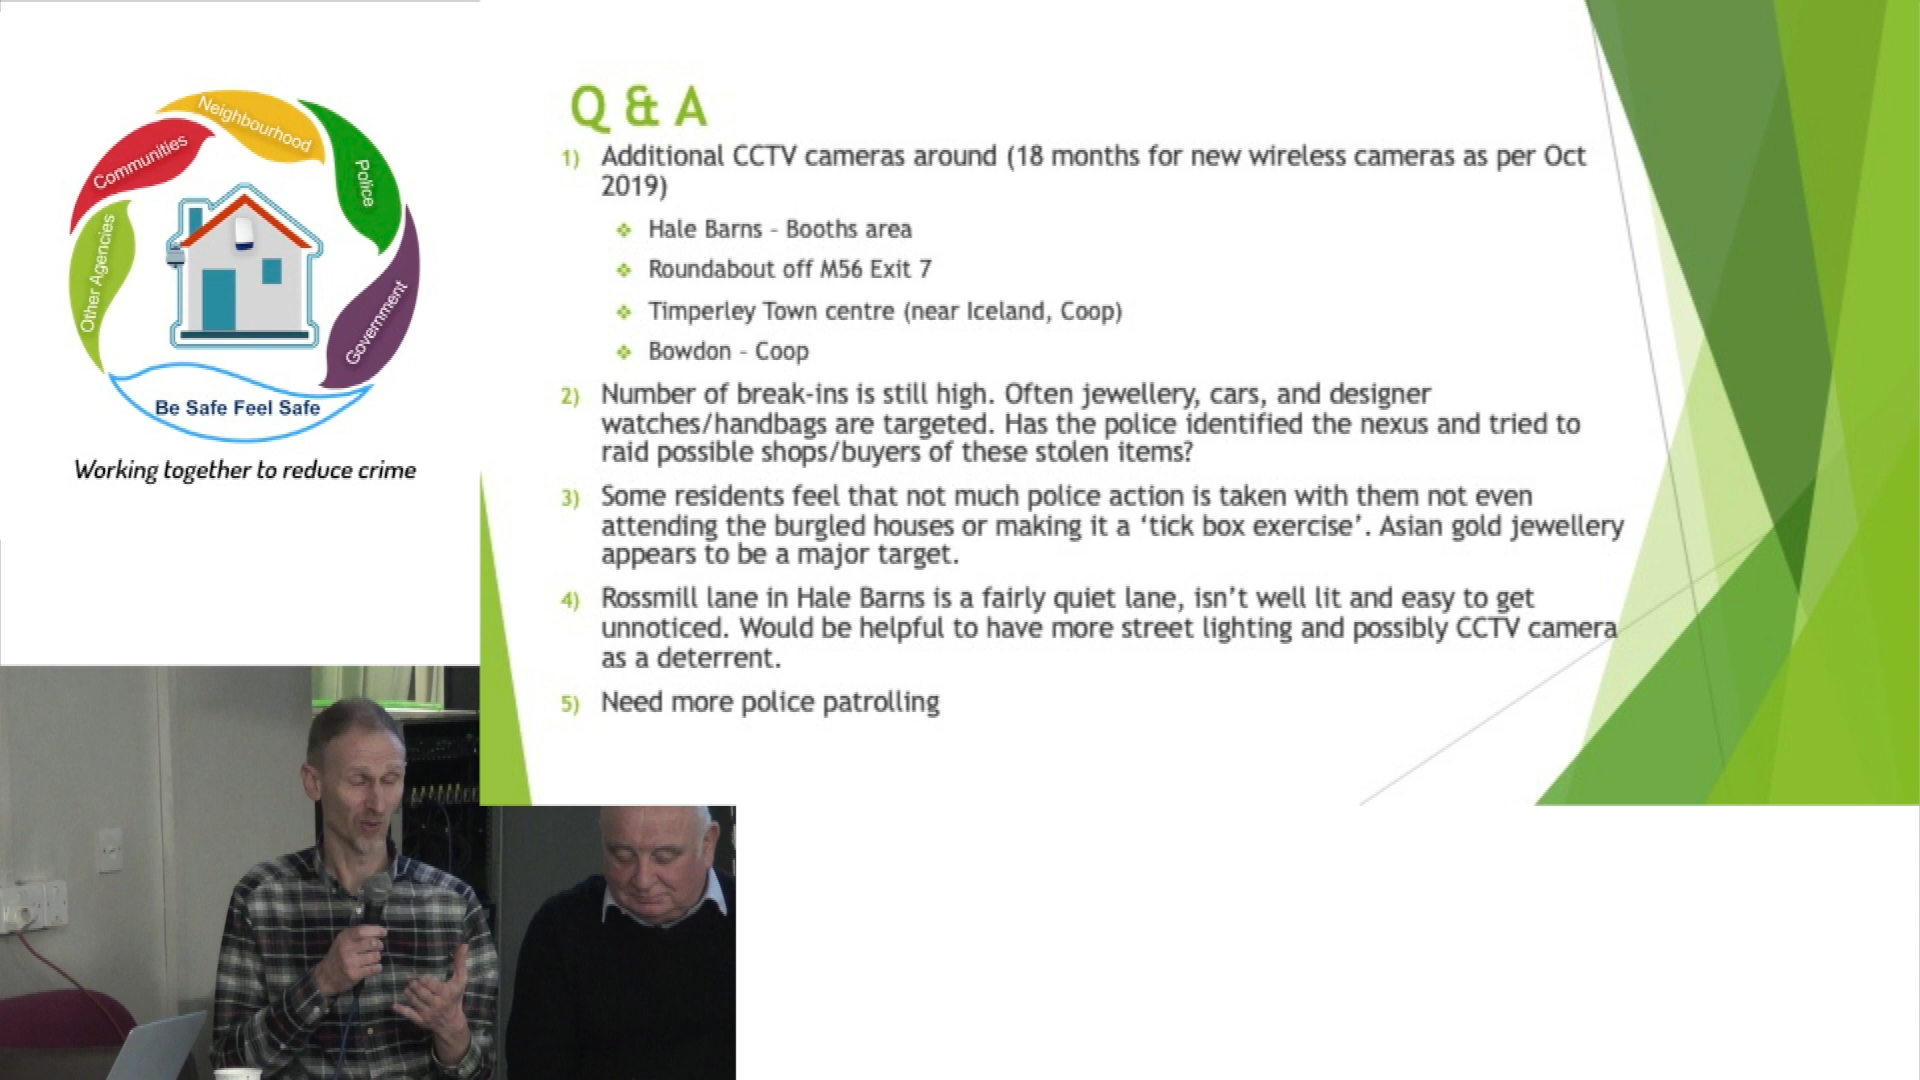 Neighbourhood
Communities
Police
Other Agencies
Government
Be Safe Feel Safe
Working together to reduce crime
Q & A
1) Additional CCTV cameras around (18 months for new wireless cameras as per Oct
2019)
❖ Hale Barns - Booths area
❖ Roundabout off M56 Exit 7
❖ Timperley Town centre (near Iceland, Coop)
❖ Bowdon - Coop
2) Number of break-ins is still high. Often jewellery, cars, and designer
watches/handbags are targeted. Has the police identified the nexus and tried to
raid possible shops/buyers of these stolen items?
3) Some residents feel that not much police action is taken with them not even
attending the burgled houses or making it a ‘tick box exercise’. Asian gold jewellery
appears to be a major target.
4) Rossmill lane in Hale Barns is a fairly quiet lane, isn’t well lit and easy to get
unnoticed. Would be helpful to have more street lighting and possibly CCTV camera
as a deterrent.
5) Need more police patrolling